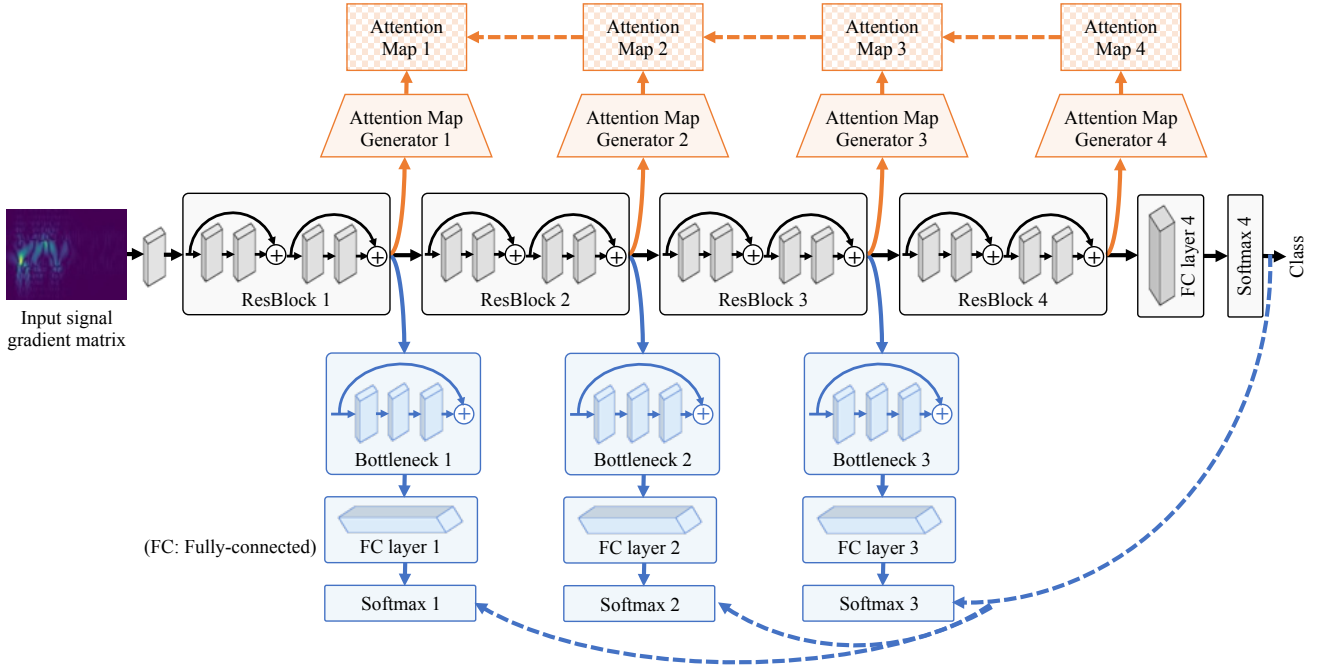 Attention
Map 1
Attention
Map 2
Attention
Map 3
Attention
Map 4
Attention Map
Generator 1
Attention Map
Generator 2
Attention Map
Generator 3
Attention Map
Generator 4
Input signal
gradient matrix
ResBlock 1
ResBlock 2
ResBlock 3
ResBlock 4
FC layer 4
Softmax 4
Class
Bottleneck 1
Bottleneck 2
Bottleneck 3
(FC: Fully-connected)
FC layer 1
FC layer 2
FC layer 3
Softmax 1
Softmax 2
Softmax 3